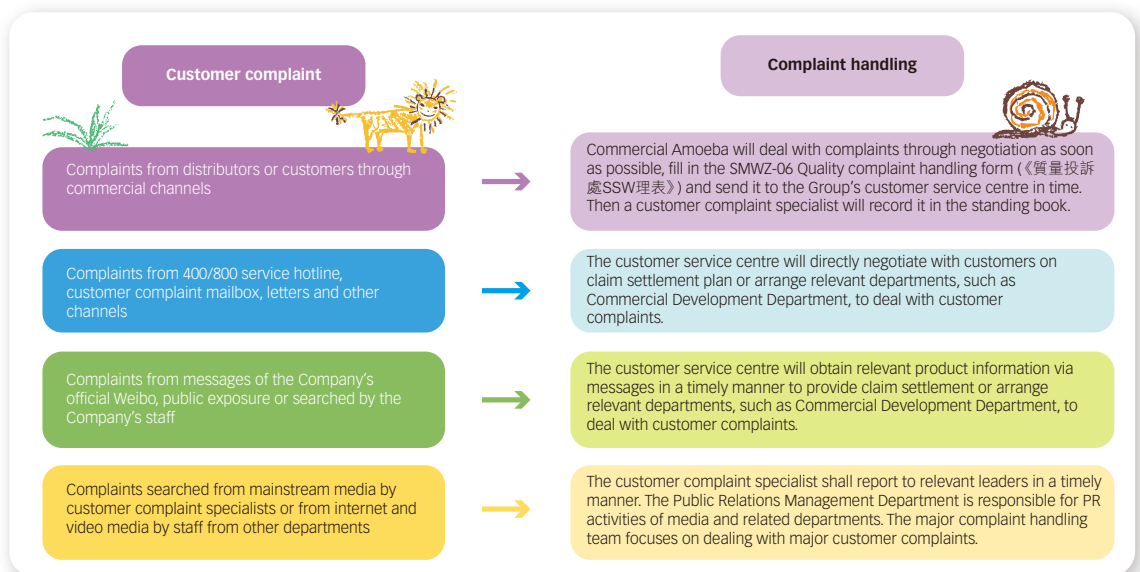 Customer complaint
Complaint handling
Complaints from distributors or customers through
commercial channels
Commercial Amoeba will deal with complaints through negotiation as soon
as possible, fill in the SMWZ-06 Quality complaint handling form (《質量投訴
處SSW理表》) and send it to the Group's customer service centre in time.
Then a customer complaint specialist will record it in the standing book.
Complaints from 400/800 service hotline,
customer complaint mailbox, letters and other
channels
The customer service centre will directly negotiate with customers on
claim settlement plan or arrange relevant departments, such as
Commercial Development Department, to deal with customer
complaints.
Complaints from messages of the Company's
official Weibo, public exposure or searched by the
Company's staff
The customer service centre will obtain relevant product information via
messages in a timely manner to provide claim settlement or arrange
relevant departments, such as Commercial Development Department, to
deal with customer complaints.
Complaints searched from mainstream media by
customer complaint specialists or from internet and
video media by staff from other departments
The customer complaint specialist shall report to relevant leaders in a timely
manner. The Public Relations Management Department is responsible for PR
activities of media and related departments. The major complaint handling
team focuses on dealing with major customer complaints.